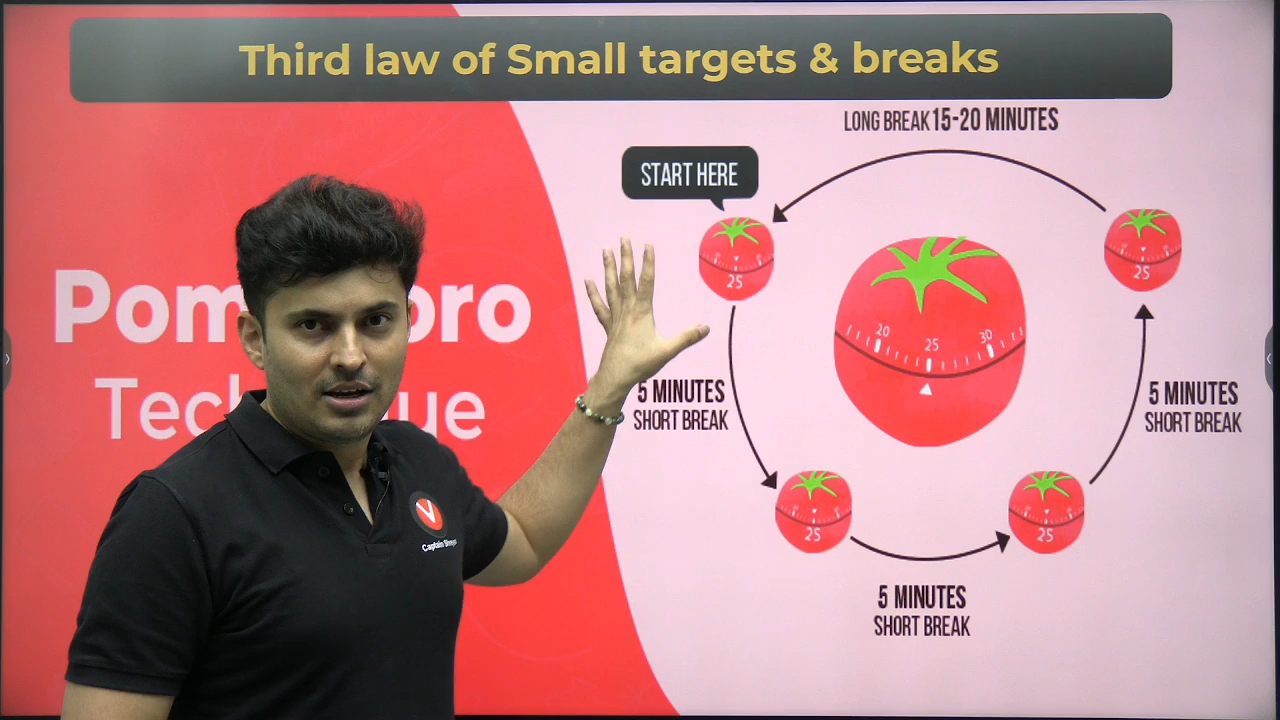 Third law of Small targets & breaks
LONG BREAK 15-20 MINUTES
START HERE
25
25
20
25
30
5 MINUTES
SHORT BREAK
5 MINUTES
SHORT BREAK
25
25
5 MINUTES
SHORT BREAK
V
Captain